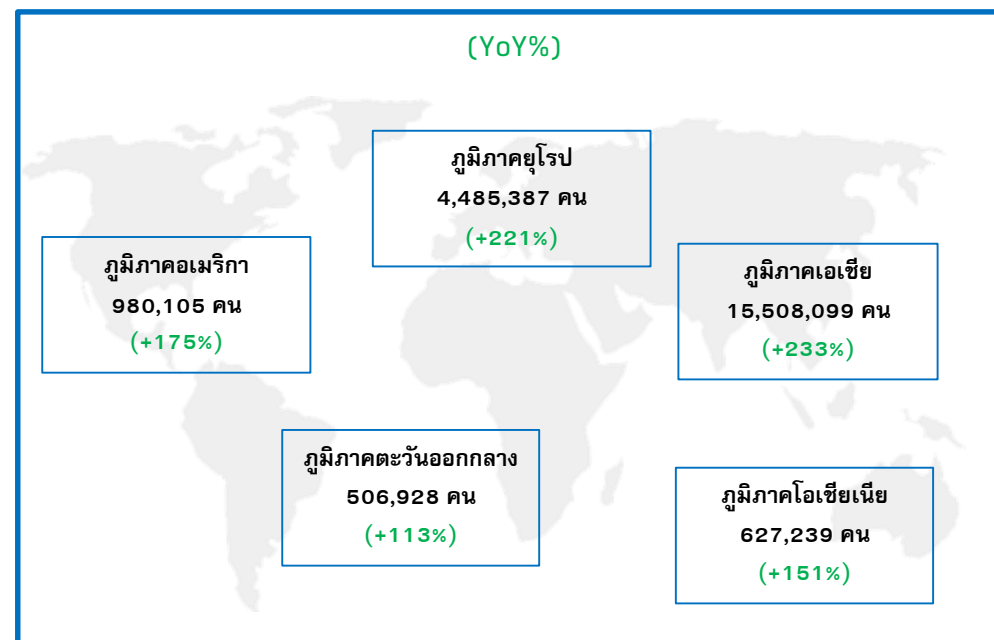 (YoY%)
ภูมิภาคยุโรป
4,485,387 คน
(+221%)
ภูมิภาคอเมริกา
980,105 คน
(+175%)
ภูมิภาคเอเชีย
15,508,099 คน
(+233%)
ภูมิภาคตะวันออกกลาง
506,928 คน
(+113%)
ภูมิภาคโอเชียเนีย
627,239 คน
(+151%)